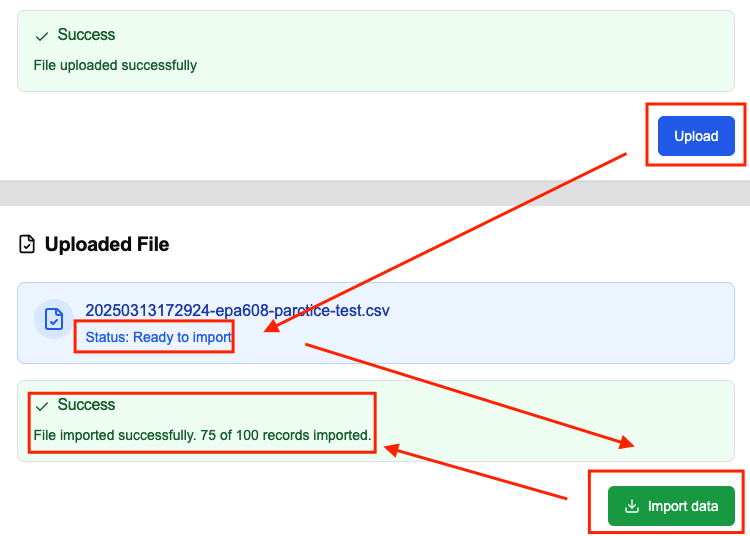 Success
File uploaded successfully
Upload
Uploaded File
20250313172924-epa608-parctice-test.csv
Status: Ready to import
Success
File imported successfully. 75 of 100 records imported.
Import data